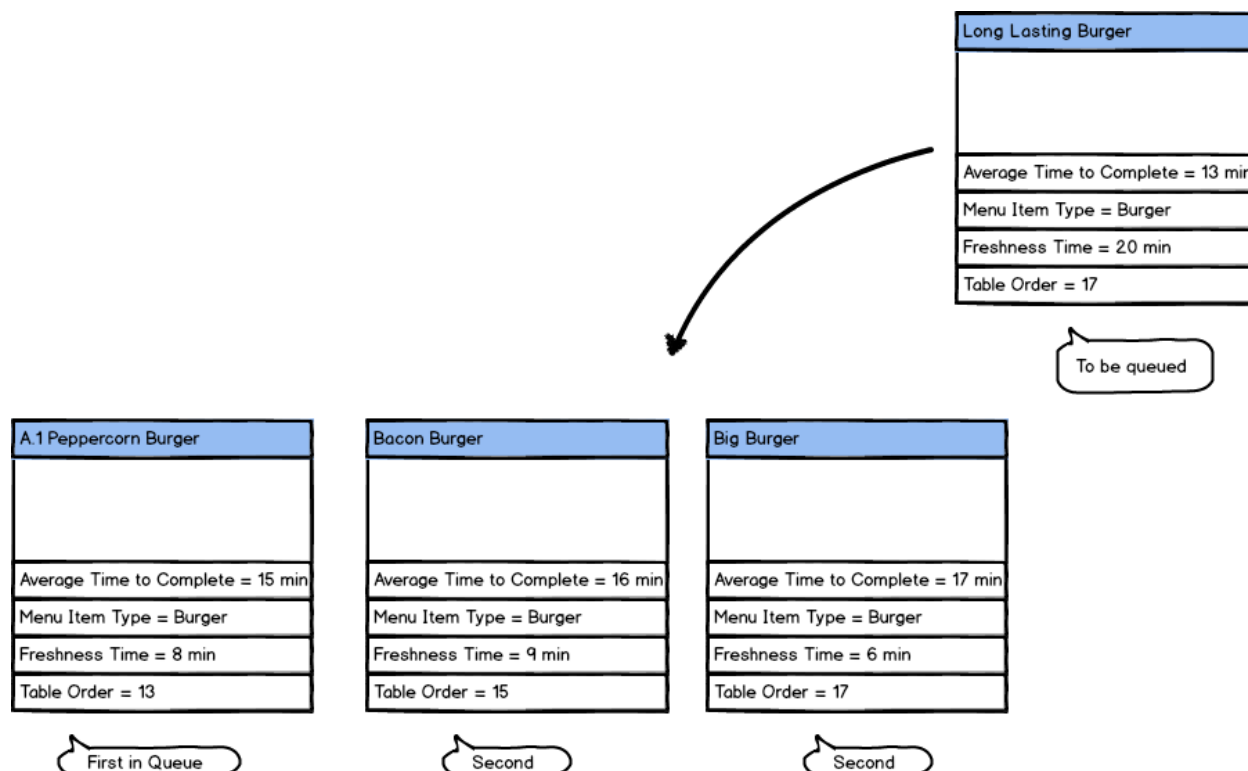 Long Lasting Burger
Average Time to Complete = 13 min
Menu Item Type = Burger
Freshness Time = 20 min
Table Order = 17
To be queued
A.1 Peppercorn Burger
Average Time to Complete = 15 min
Menu Item Type = Burger
Freshness Time = 8 min
Table Order = 13
First in Queue
Bacon Burger
Average Time to Complete = 16 min
Menu Item Type = Burger
Freshness Time = 9 min
Table Order = 15
Second
Big Burger
Average Time to Complete = 17 min
Menu Item Type = Burger
Freshness Time = 6 min
Table Order = 17
Second